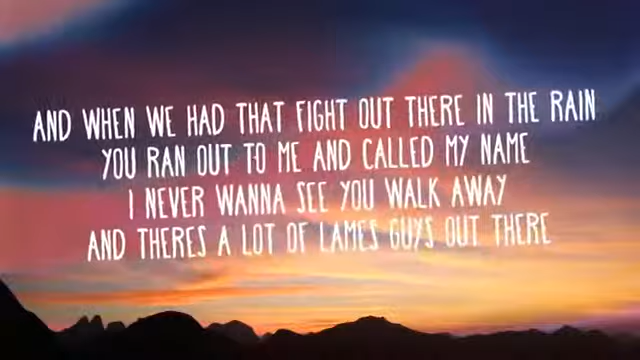 AND WHEN WE HAD THAT FIGHT OUT THERE IN THE RAIN
YOU RAN OUT TO ME AND CALLED MY NAME
I NEVER WANNA SEE YOU WALK AWAY
AND THERES A LOT OF LAMES GUYS OUT THERE